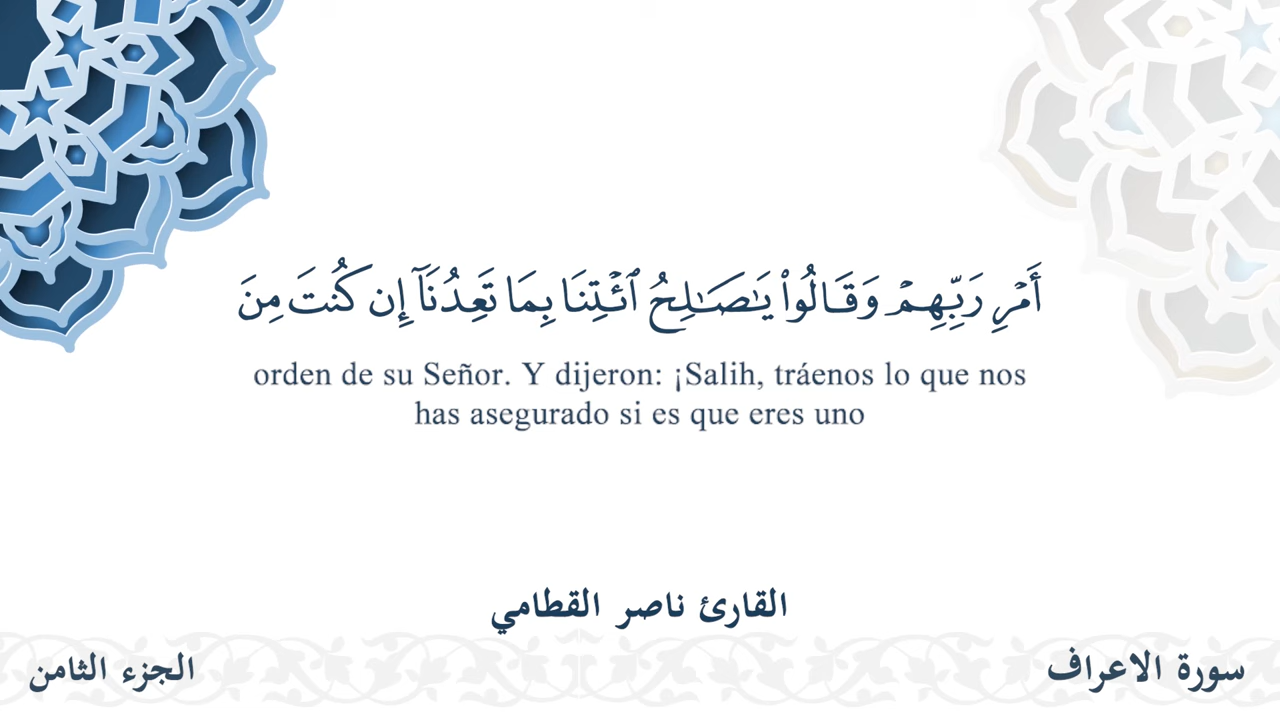 أَمْرِ رَبِّهِمْ وَقَالُوا۟ يَـٰصَـٰلِحُ ٱئْتِنَا بِمَا تَعِدُنَآ إِن كُنتَ مِنَ
orden de su Señor. Y dijeron: ¡Salih, tráenos lo que nos
has asegurado si es que eres uno
القارئ ناصر القطامي
سورة الاعراف
الجزء الثامن